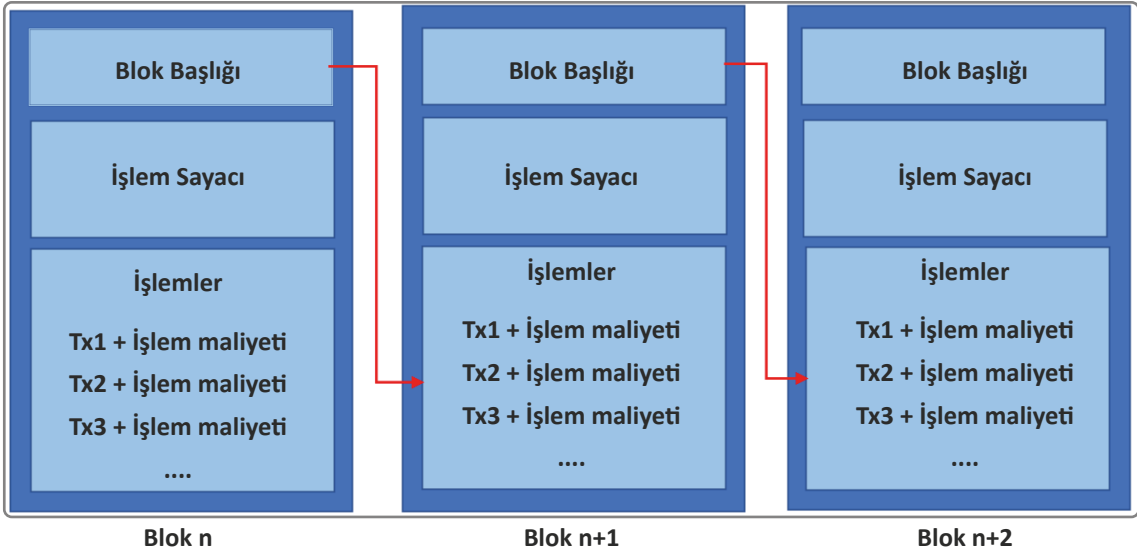 Blok Başlığı
İşlem Sayacı
İşlemler
Tx1 + İşlem maliyeti
Tx2 + İşlem maliyeti
Tx3 + İşlem maliyeti
....
Blok n
Blok Başlığı
İşlem Sayacı
İşlemler
Tx1 + İşlem maliyeti
Tx2 + İşlem maliyeti
Tx3 + İşlem maliyeti
....
Blok n+1
Blok Başlığı
İşlem Sayacı
İşlemler
Tx1 + İşlem maliyeti
Tx2 + İşlem maliyeti
Tx3 + İşlem maliyeti
....
Blok n+2